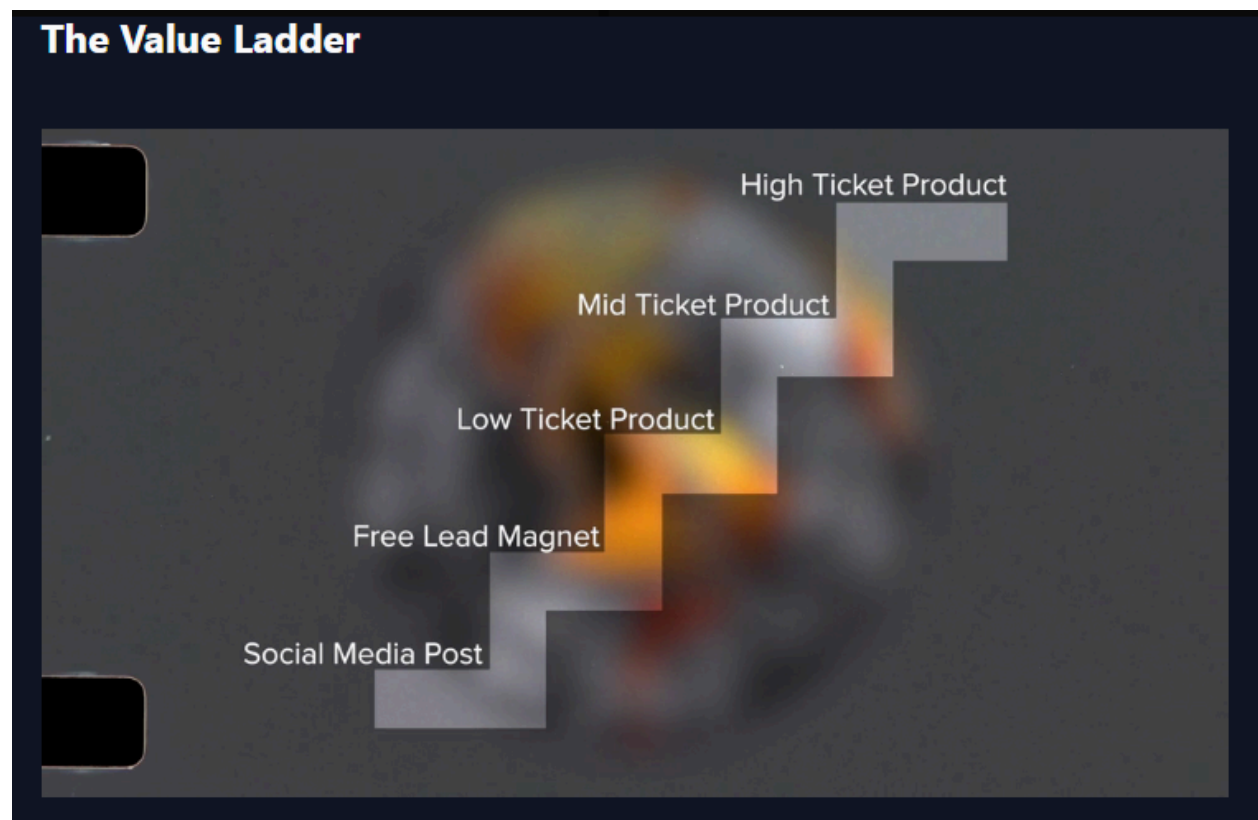 The Value Ladder
High Ticket Product
Mid Ticket Product
Low Ticket Product
Free Lead Magnet
Social Media Post